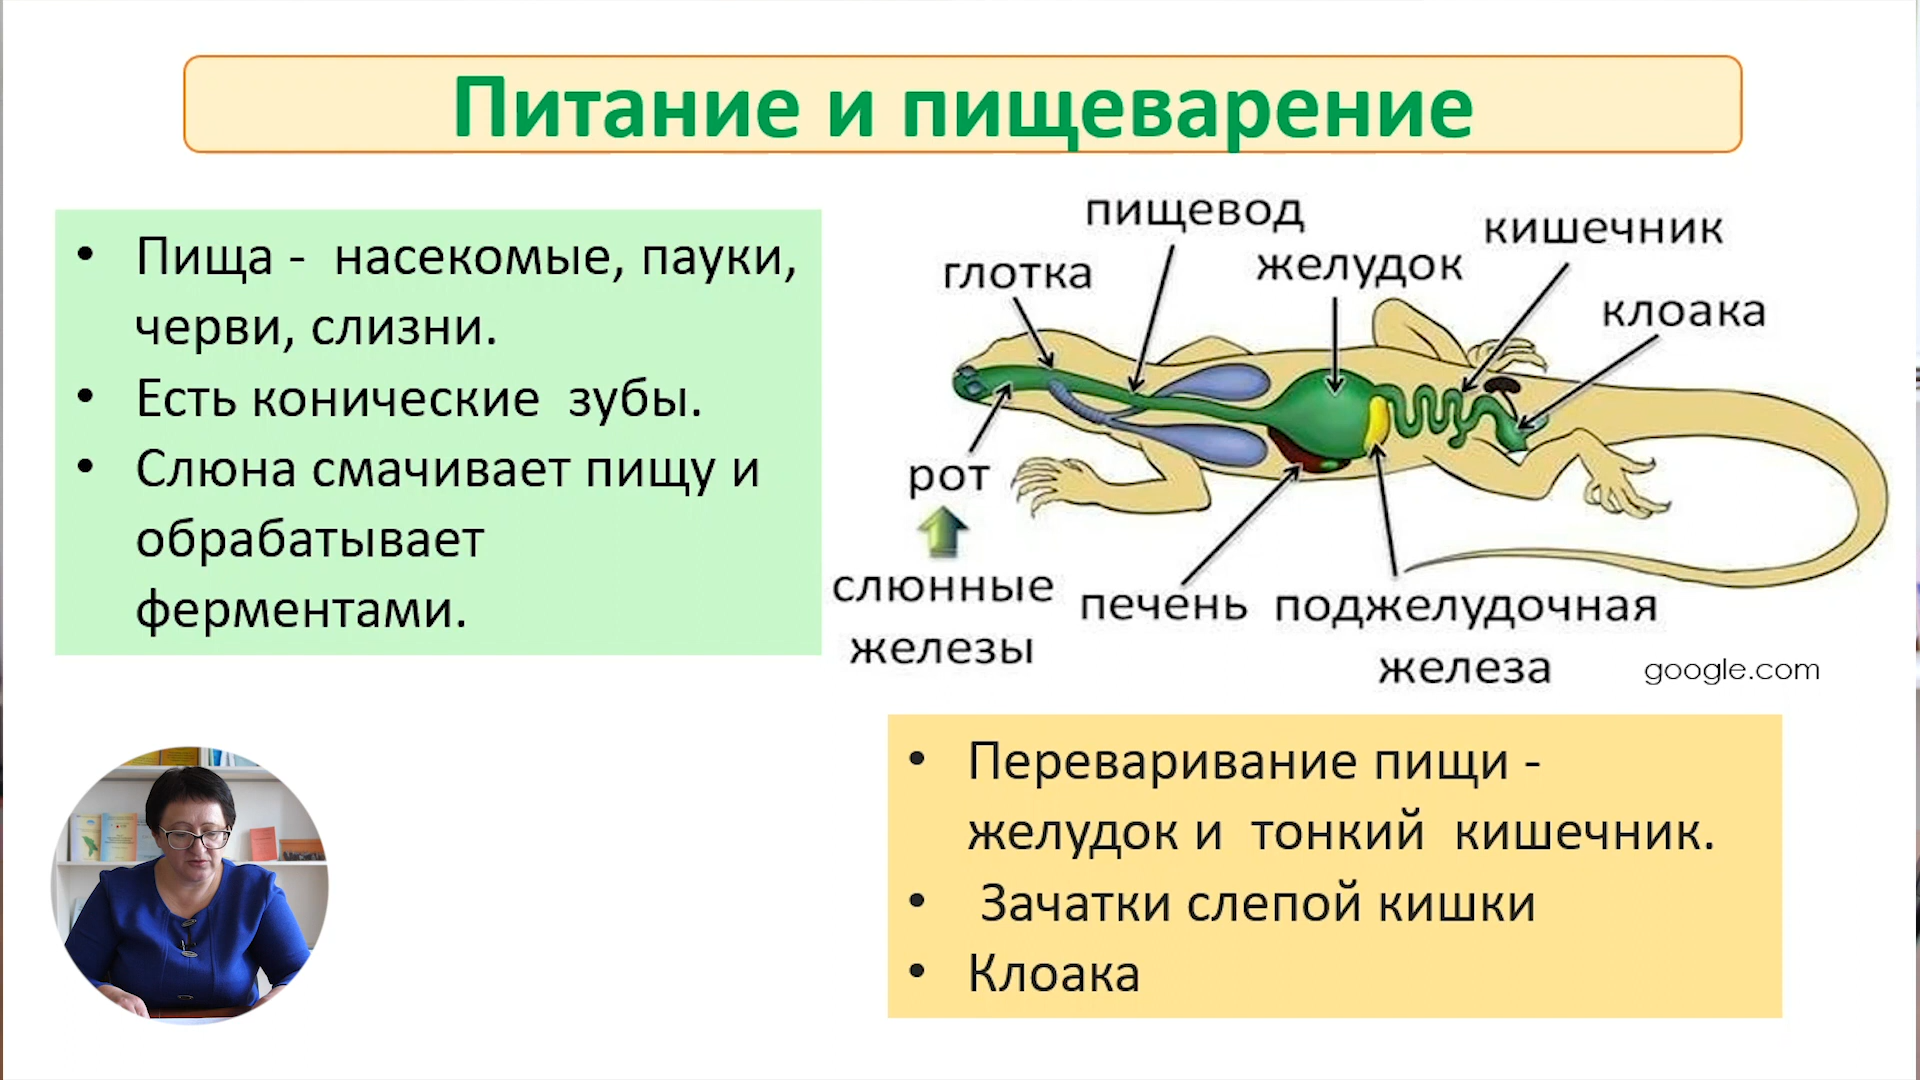 Питание и пищеварение
• Пища - насекомые, пауки,
черви, слизни.
• Есть конические зубы.
• Слюна смачивает пищу и
обрабатывает
ферментами.
пищевод
кишечник
глотка
желудок
клоака
рот
слюнные
железы
печень
поджелудочная
железа
google.com
• Переваривание пищи -
желудок и тонкий кишечник.
• Зачатки слепой кишки
• Клоака